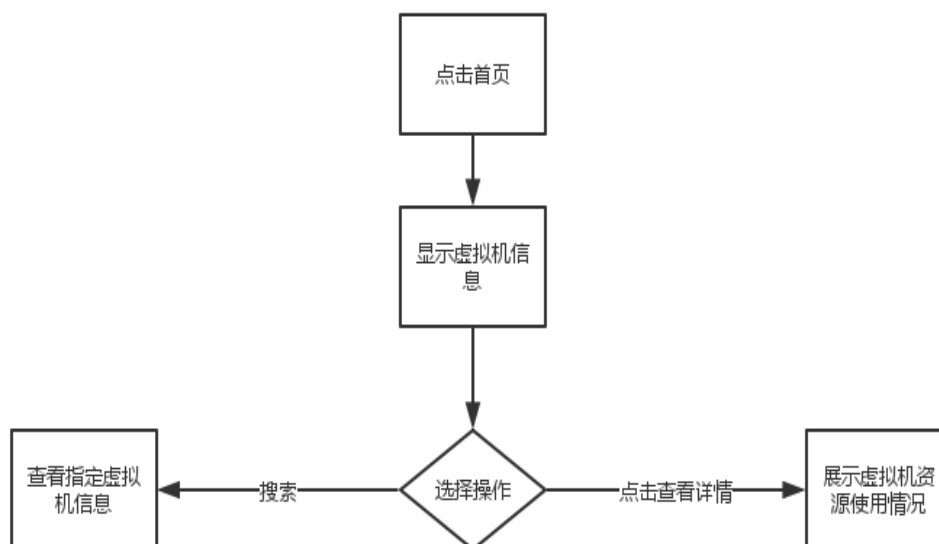 点击首页
显示虚拟机信
息
查看指定虚拟
机信息
搜索
选择操作
点击查看详情
展示虚拟机资
源使用情况